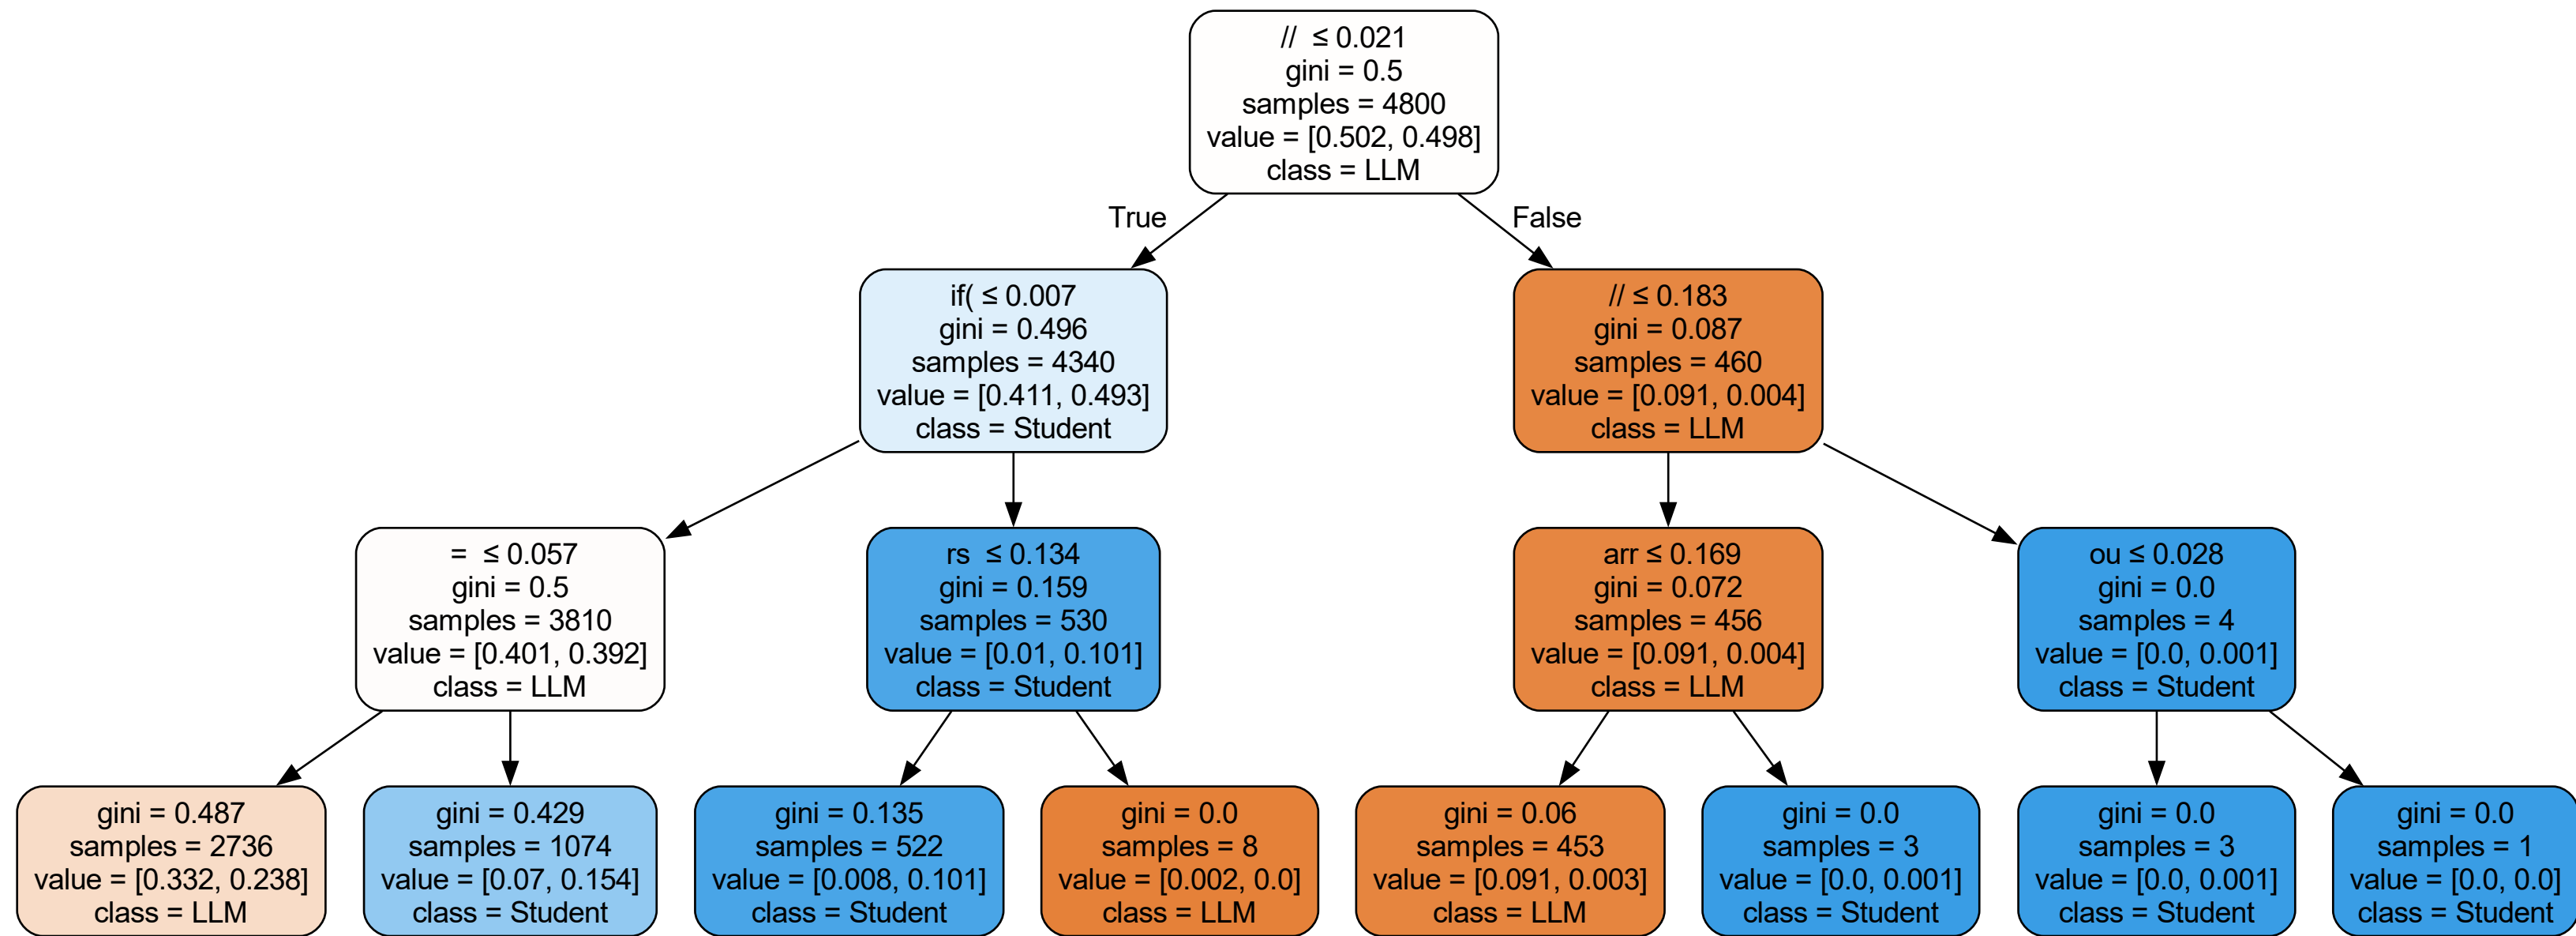 // ≤ 0.021
gini = 0.5
samples = 4800
value = [0.502, 0.498]
class = LLM
True
False
if( ≤ 0.007
gini = 0.496
samples = 4340
value = [0.411, 0.493]
class = Student
// ≤ 0.183
gini = 0.087
samples = 460
value = [0.091, 0.004]
class = LLM
= ≤ 0.057
gini = 0.5
samples = 3810
value = [0.401, 0.392]
class = LLM
rs ≤ 0.134
gini = 0.159
samples = 530
value = [0.01, 0.101]
class = Student
arr ≤ 0.169
gini = 0.072
samples = 456
value = [0.091, 0.004]
class = LLM
ou ≤ 0.028
gini = 0.0
samples = 4
value = [0.0, 0.001]
class = Student
gini = 0.487
samples = 2736
value = [0.332, 0.238]
class = LLM
gini = 0.429
samples = 1074
value = [0.07, 0.154]
class = Student
gini = 0.135
samples = 522
value = [0.008, 0.101]
class = Student
gini = 0.0
samples = 8
value = [0.002, 0.0]
class = LLM
gini = 0.06
samples = 453
value = [0.091, 0.003]
class = LLM
gini = 0.0
samples = 3
value = [0.0, 0.001]
class = Student
gini = 0.0
samples = 3
value = [0.0, 0.001]
class = Student
gini = 0.0
samples = 1
value = [0.0, 0.0]
class = Student